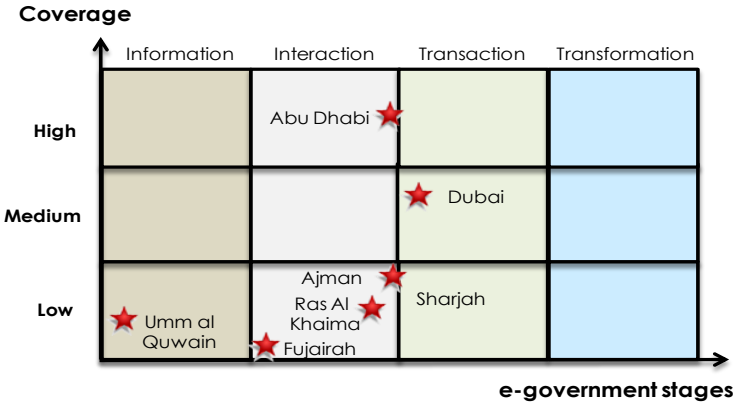 Coverage
Information Interaction Transaction Transformation
High
Abu Dhabi
Medium
Dubai
Low
Ajman
Ras Al
Khaima
Sharjah
Umm al
Quwain
Fujairah
e-government stages